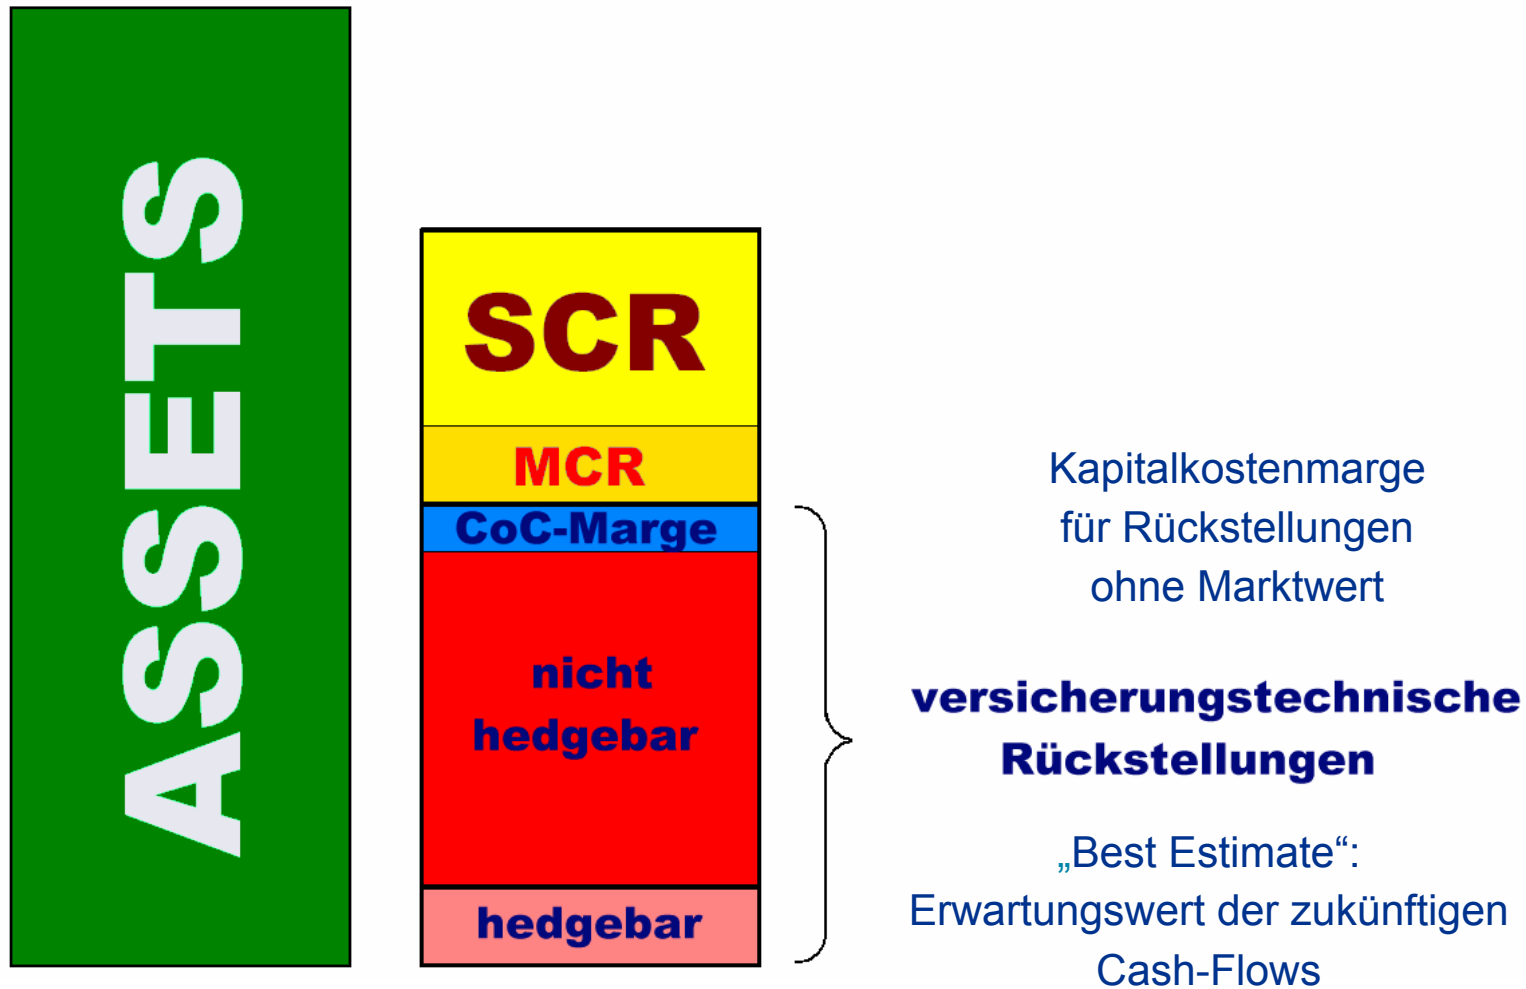 ASSETS
SCR
MCR
CoC-Marge
nicht
hedgebar
hedgebar
Kapitalkostenmarge
für Rückstellungen
ohne Marktwert
versicherungstechnische
Rückstellungen
„Best Estimate“:
Erwartungswert der zukünftigen
Cash-Flows